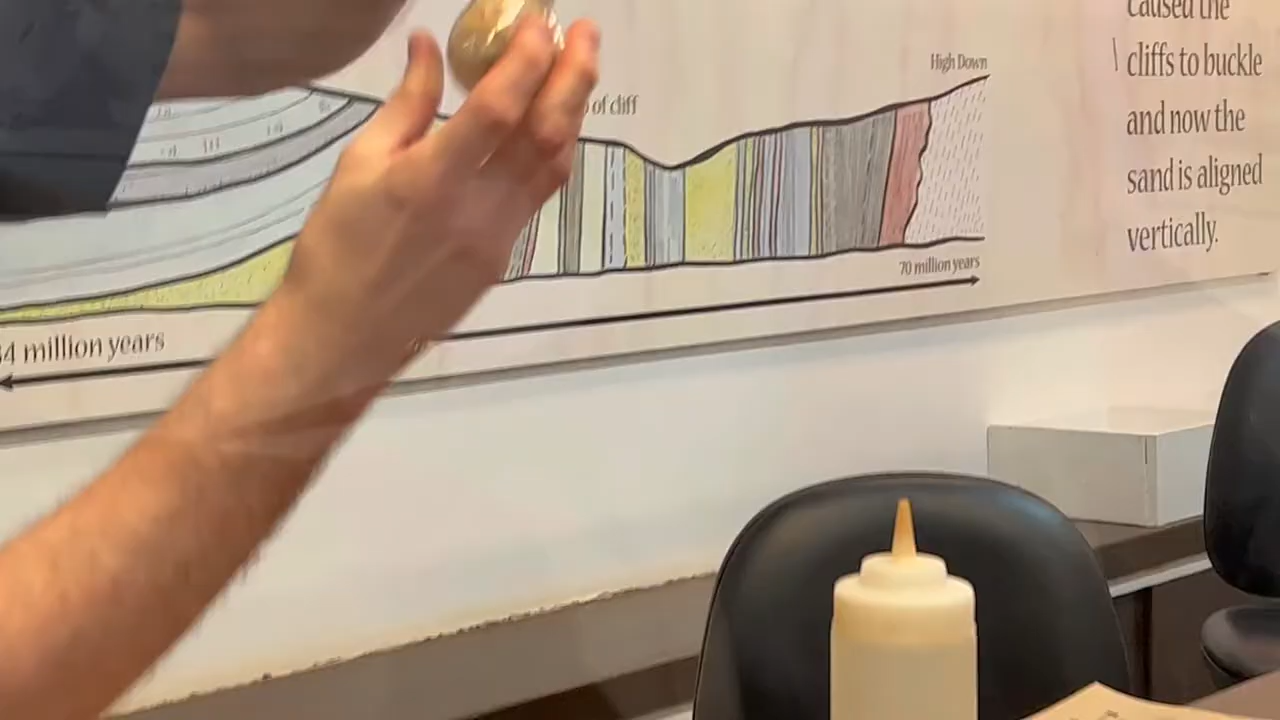 caused the
cliffs to buckle
and now the
sand is aligned
vertically.
High Down
of cliff
70 million years
4 million years